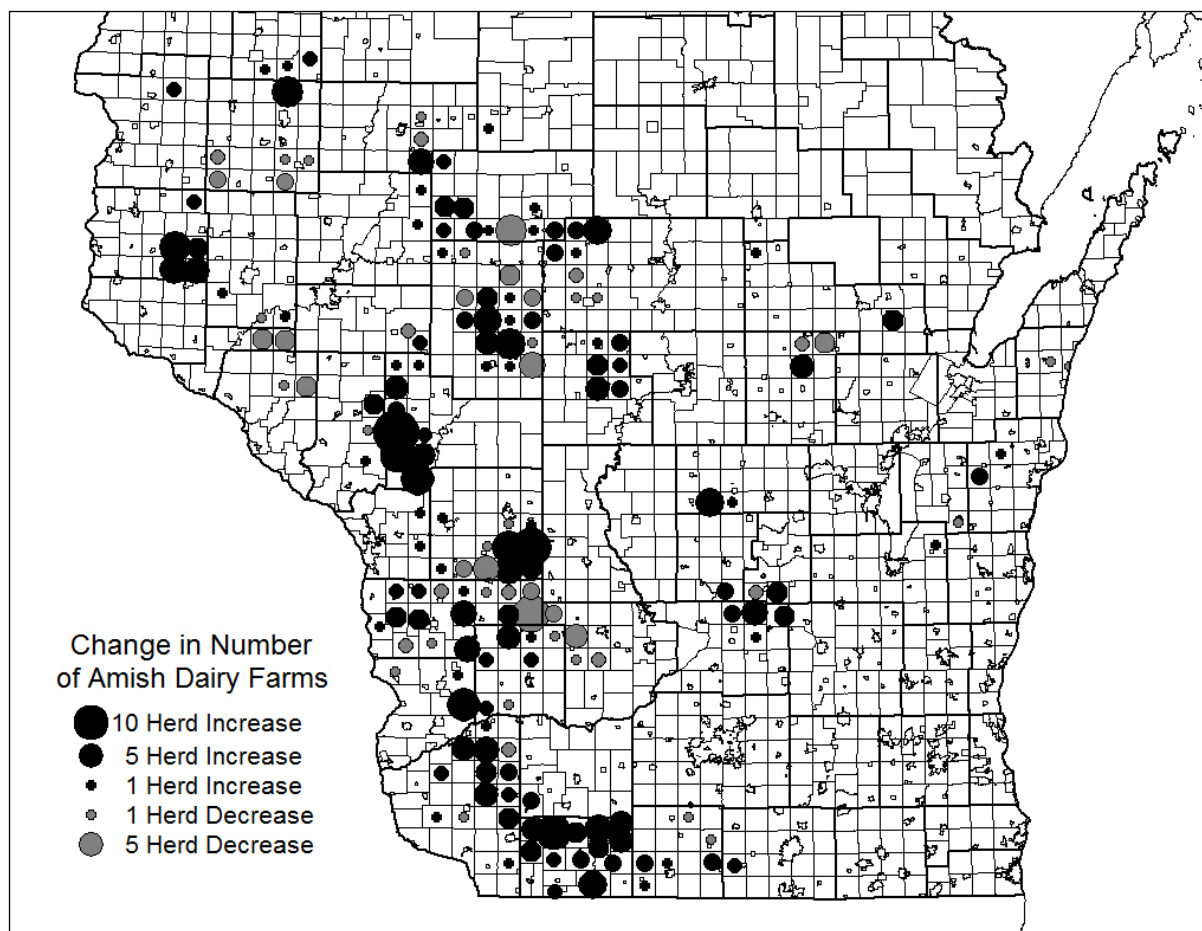 Change in Number
of Amish Dairy Farms
10 Herd Increase
5 Herd Increase
1 Herd Increase
1 Herd Decrease
5 Herd Decrease